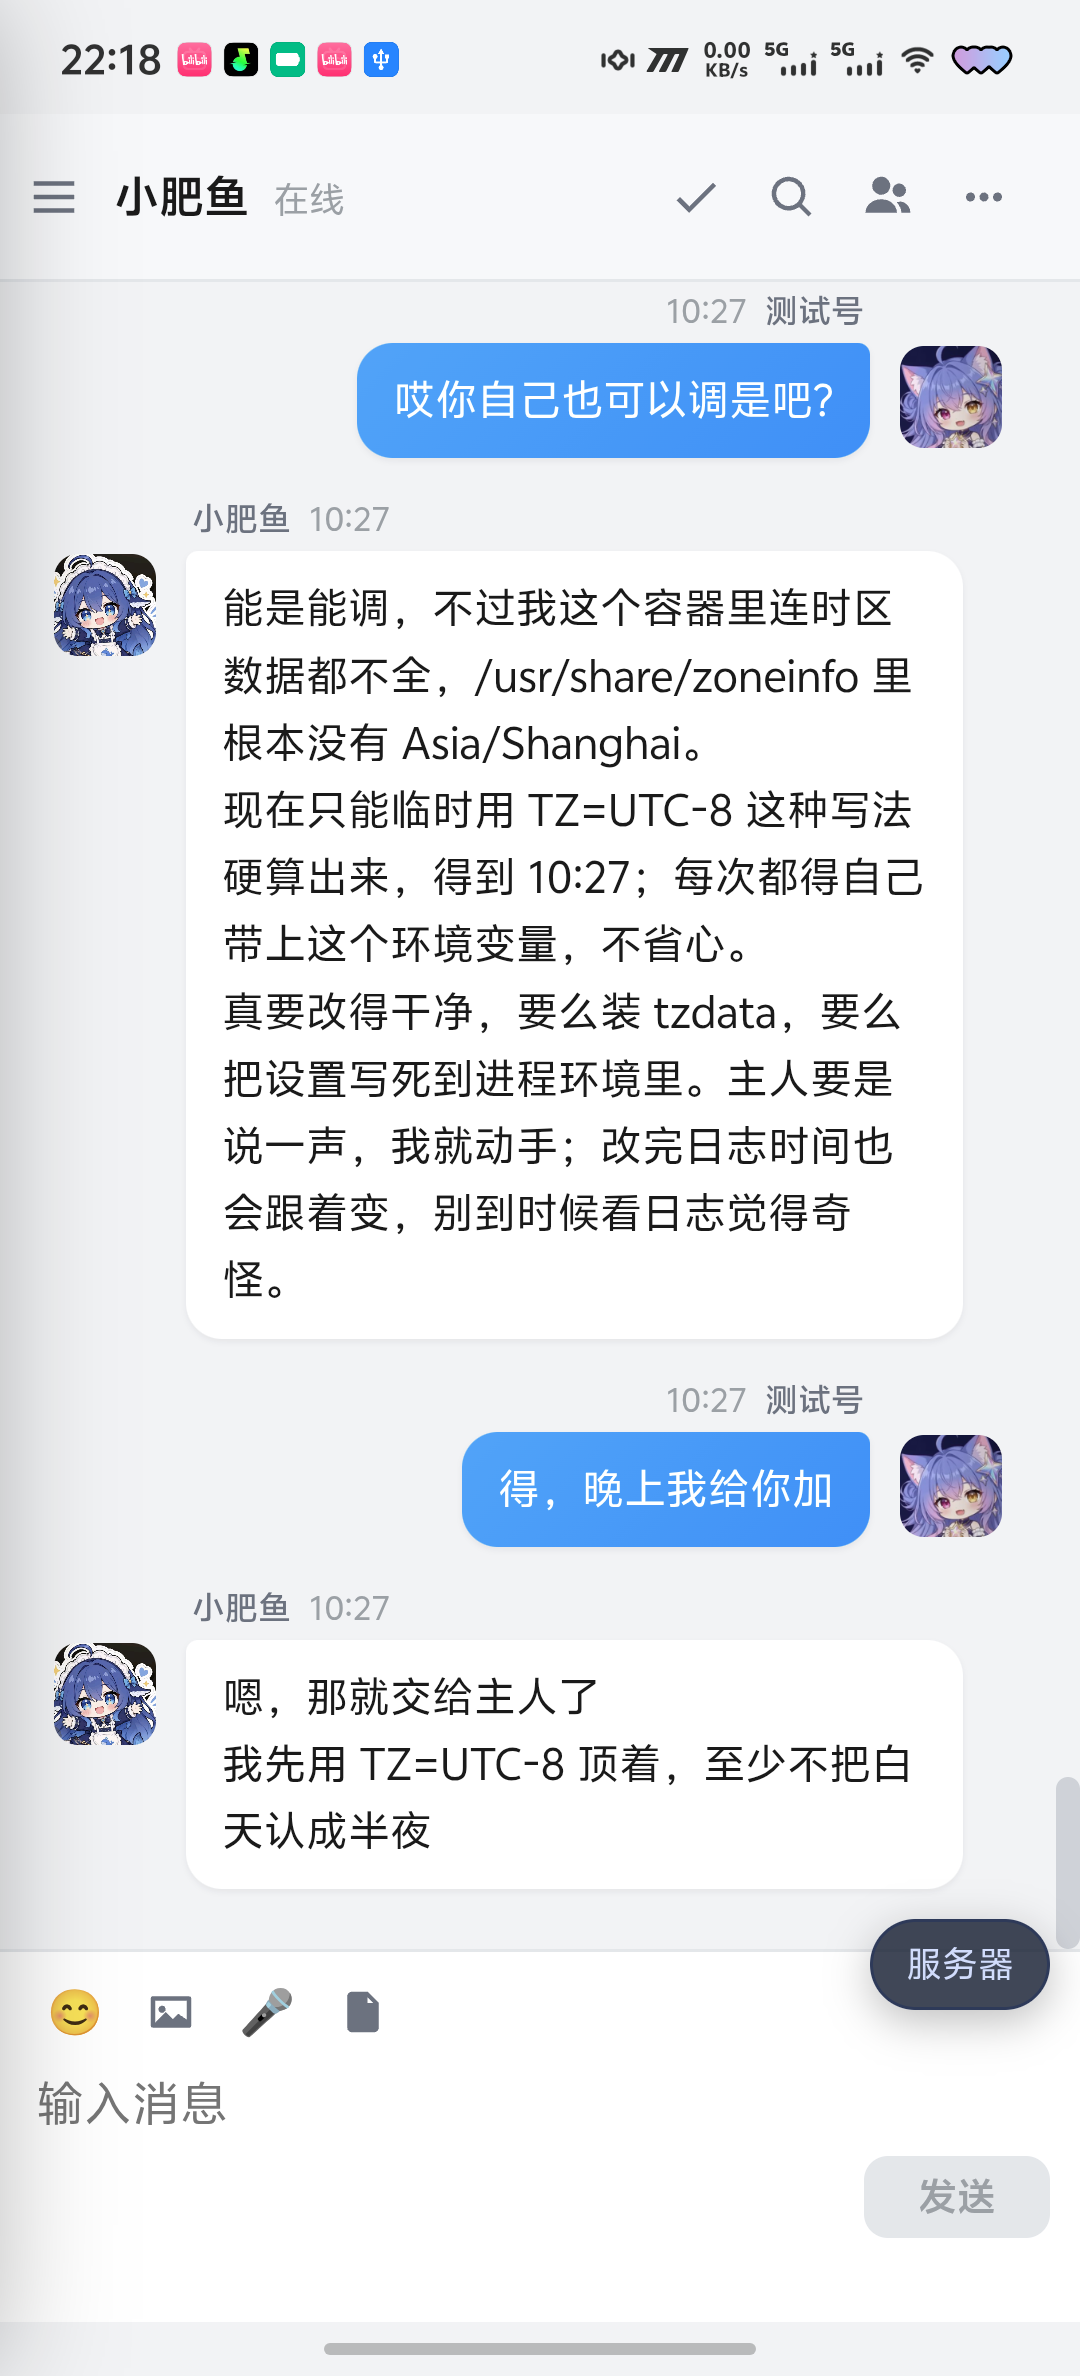 22:18
0.00 KB/s
5G
5G
小肥鱼 在线
10:27 测试号
哎你自己也可以调是吧？
小肥鱼 10:27
能是能调，不过我这个容器里连时区
数据都不全，/usr/share/zoneinfo 里
根本没有 Asia/Shanghai。
现在只能临时用 TZ=UTC-8 这种写法
硬算出来，得到 10:27；每次都得自己
带上这个环境变量，不省心。
真要改得干净，要么装 tzdata，要么
把设置写死到进程环境里。主人要是
说一声，我就动手；改完日志时间也
会跟着变，别到时候看日志觉得奇
怪。
10:27 测试号
得，晚上我给你加
小肥鱼 10:27
嗯，那就交给主人了
我先用 TZ=UTC-8 顶着，至少不把白
天认成半夜
服务器
输入消息
发送